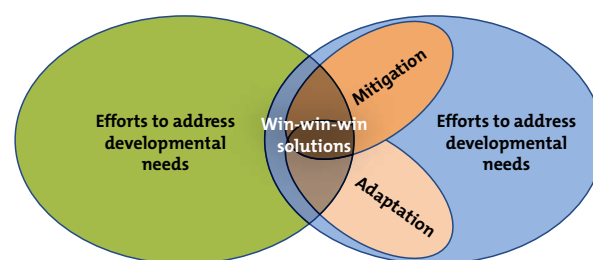 Efforts to address
developmental
needs
Win-win-win
solutions
Mitigation
Adaptation
Efforts to address
developmental
needs